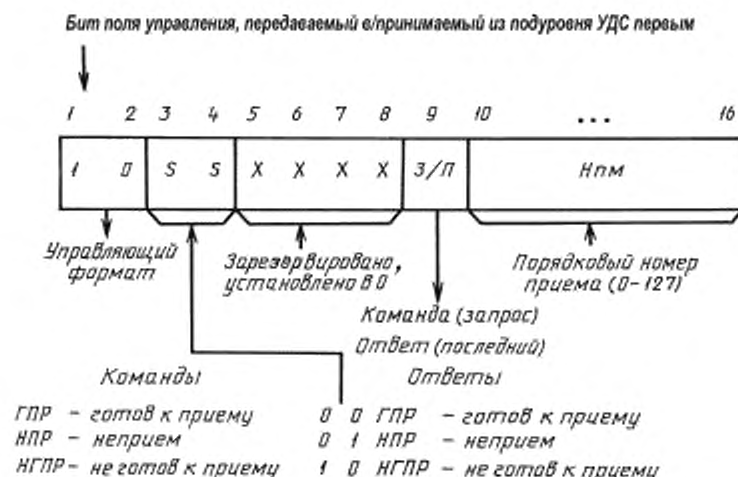 Бит поля управления, передаваемый в/принимаемый из подуровня УДС первым
1 2 3 4 5 6 7 8 9 10 ... 16
1 0 S S X X X X З/П Нпм
Управляющий формат
Зарезервировано, установлено в 0
Порядковый номер приема (0-127)
Команда (запрос)
Ответ (последний)
Команды Ответы
ГПР - готов к приему 0 0 ГПР - готов к приему
НПР - неприем 0 1 НПР - неприем
НГПР - не готов к приему 1 0 НГПР - не готов к приему